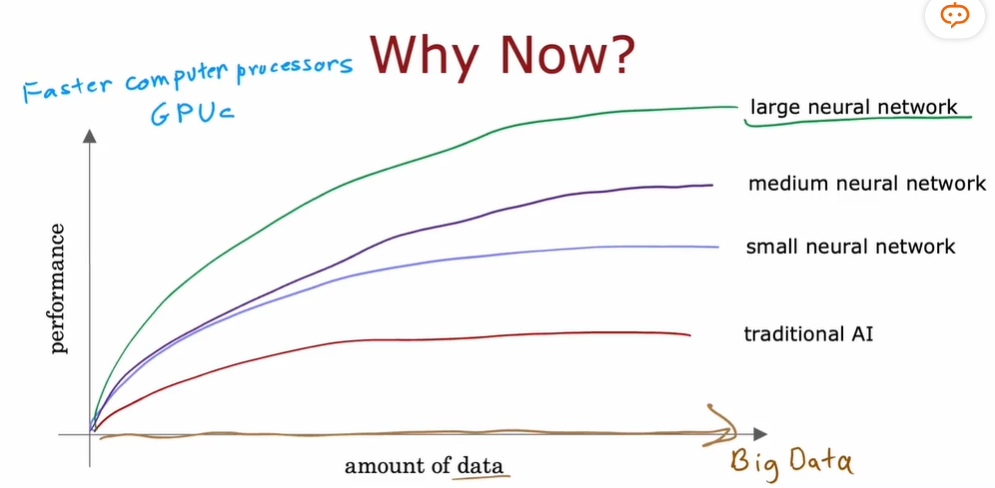 Why Now?
Faster computer processors
GPUs
large neural network
medium neural network
small neural network
traditional AI
performance
amount of data
Big Data